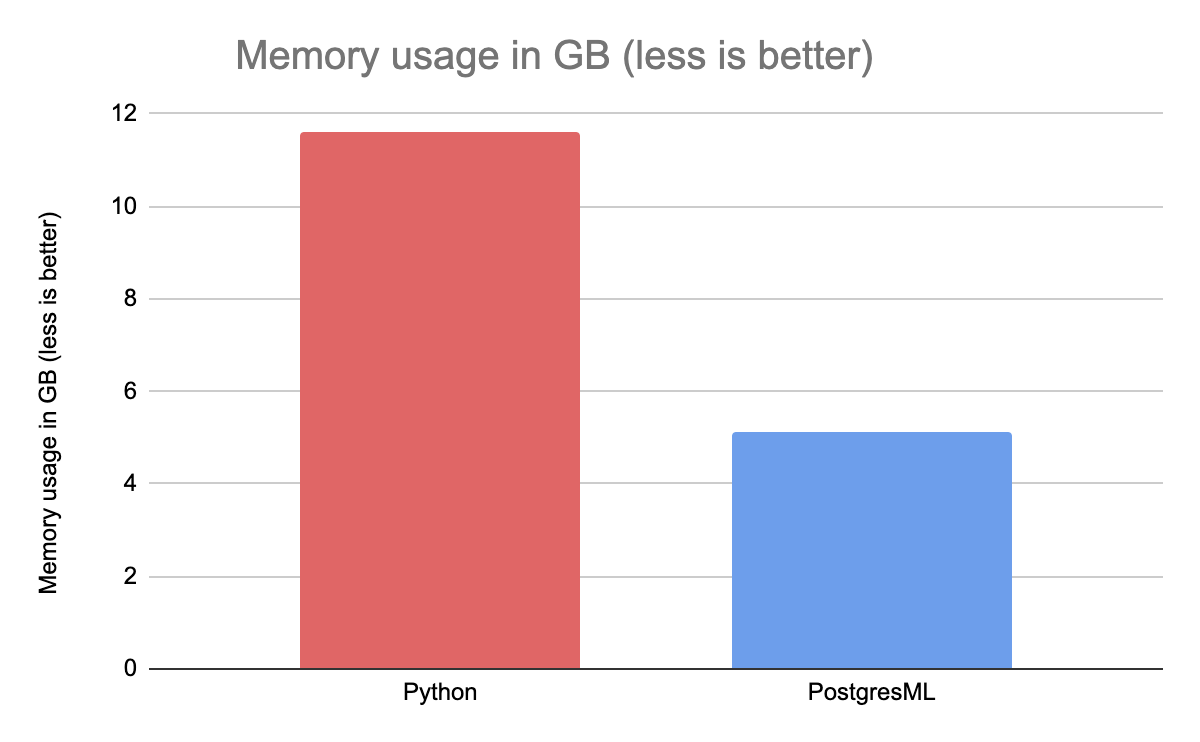 Memory usage in GB (less is better)
Memory usage in GB (less is better)
12
10
8
6
4
2
0
Python
PostgresML